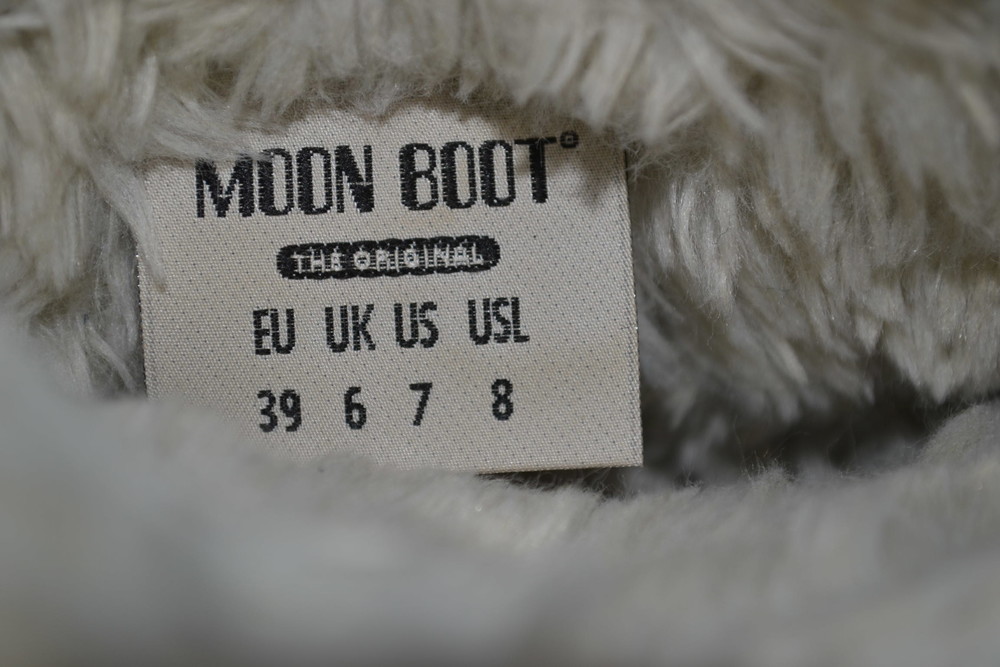 MOON BOOT®
THE ORIGINAL
EU UK US USL
39 6 7 8